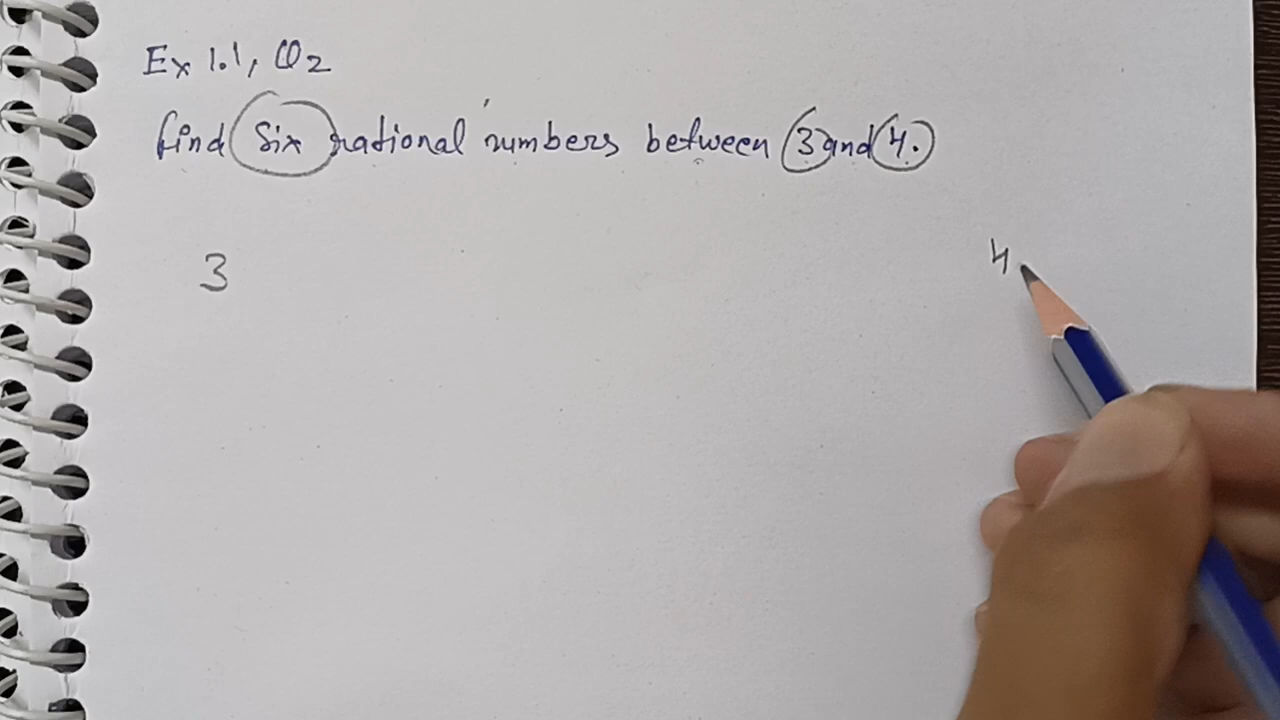 Ex 1.1, Q2
find six rational numbers between 3 and 4.
3 4